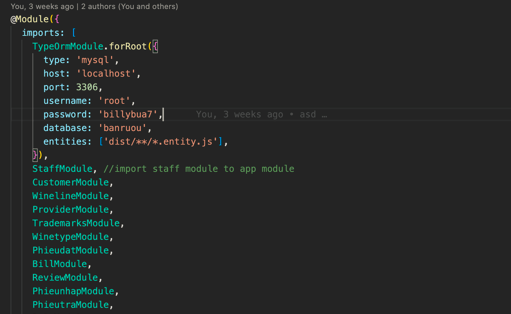 You, 3 weeks ago | 2 authors (You and others)
@Module({
imports: [
TypeOrmModule.forRoot({
type: 'mysql',
host: 'localhost',
port: 3306,
username: 'root',
password: 'billybua7', You, 3 weeks ago • asd …
database: 'banruou',
entities: ['dist/**/*.entity.js'],
}),
StaffModule, //import staff module to app module
CustomerModule,
WinelineModule,
ProviderModule,
TrademarksModule,
WinetypeModule,
PhieudatModule,
BillModule,
ReviewModule,
PhieunhapModule,
PhieutraModule,